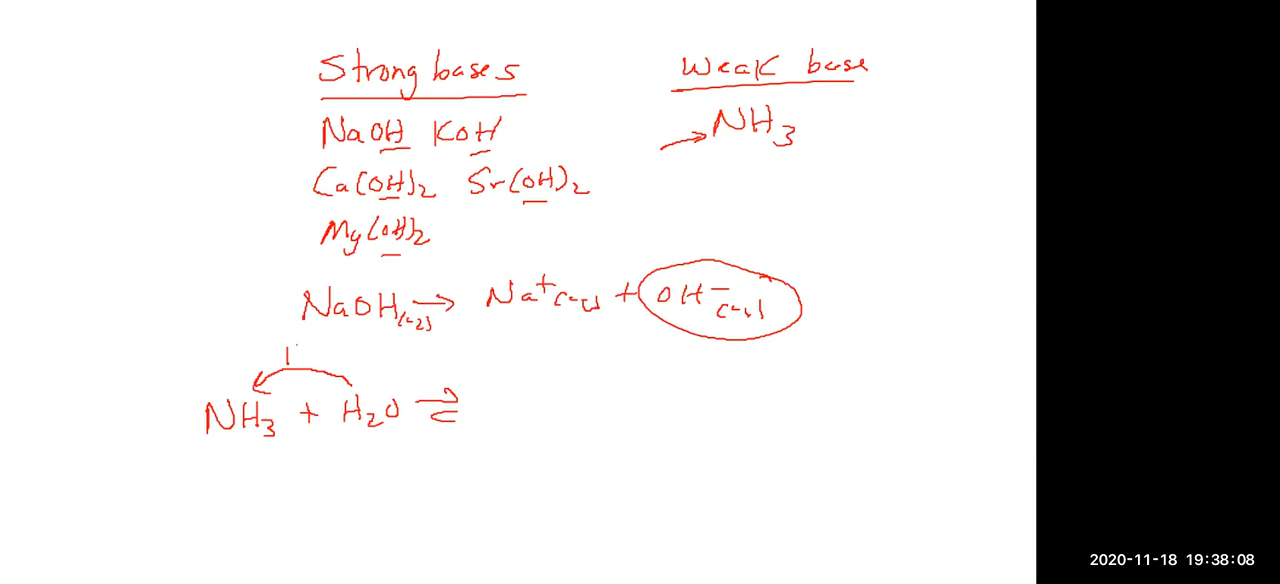 Strong bases
Weak base
NaOH KOH
→NH3
Ca(OH)2 Sr(OH)2
Mg(OH)2
NaOH(aq) → Na+(aq) + OH-(aq)
NH3 + H2O ⇌
2020-11-18 19:38:08